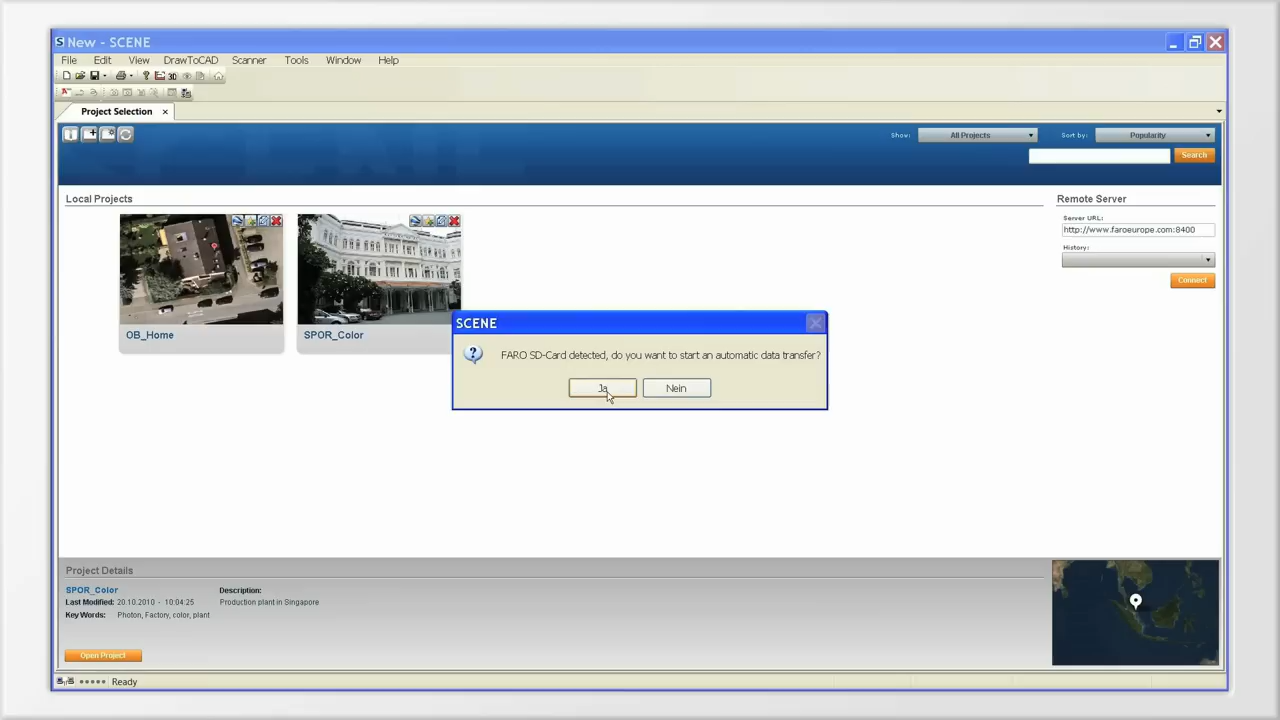 New - SCENE
File Edit View DrawToCAD Scanner Tools Window Help
3D
Project Selection
Show: All Projects Sort by: Popularity
Search
Local Projects
Remote Server
Server URL:
http://www.faroeurope.com:8400
History:
Connect
OB_Home
SPOR_Color
SCENE
FARO SD-Card detected, do you want to start an automatic data transfer?
Ja Nein
Project Details
SPOR_Color
Last Modified: 20.10.2010 - 10:04:25
Key Words: Photon, Factory, color, plant
Description:
Production plant in Singapore
Open Project
Ready